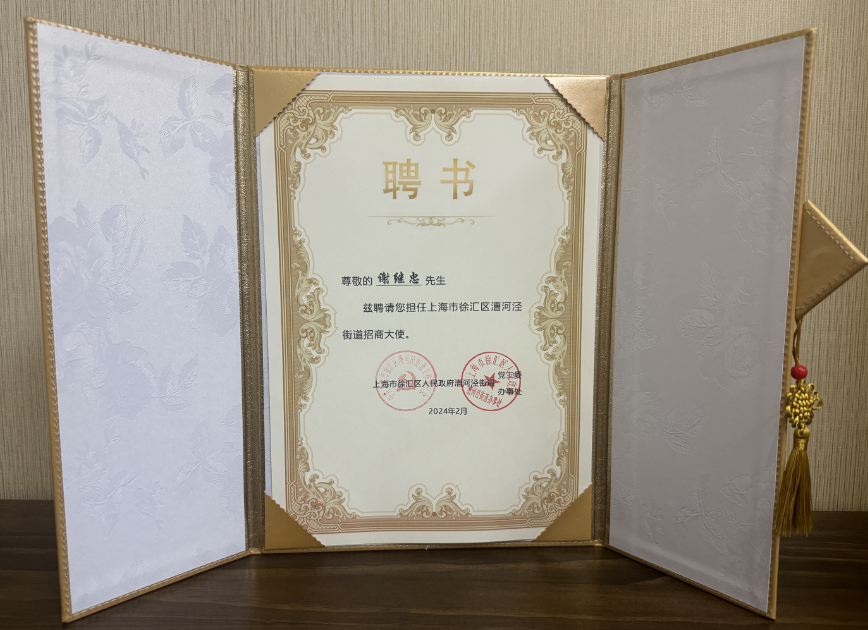 聘书
尊敬的 谢继忠 先生
兹聘请您担任上海市徐汇区漕河泾
街道招商大使。
上海市徐汇区人民政府漕河泾街道
党工委
办事处
2024年2月